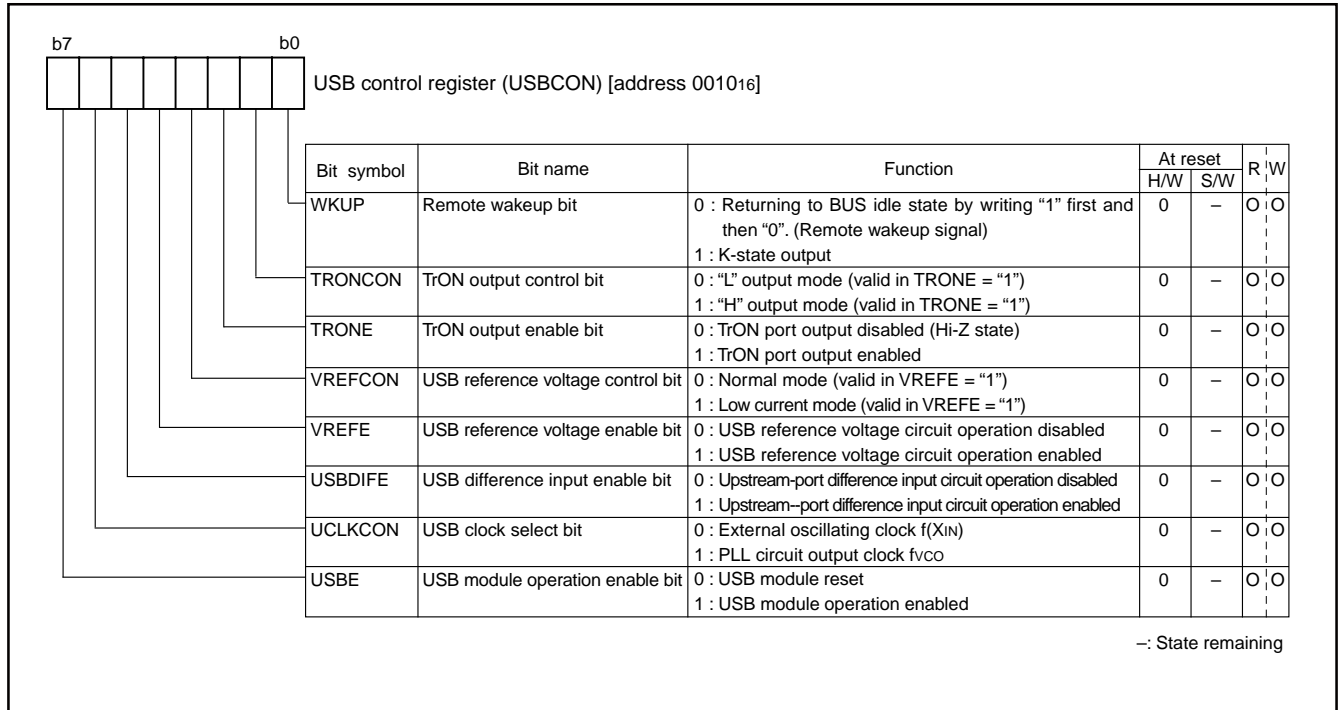 b7 b0
USB control register (USBCON) [address 001016]
Bit symbol Bit name Function At reset R W
H/W S/W
WKUP Remote wakeup bit 0 : Returning to BUS idle state by writing “1” first and 0 – O O
then “0”. (Remote wakeup signal)
1 : K-state output
TRONCON TrON output control bit 0 : “L” output mode (valid in TRONE = “1”) 0 – O O
1 : “H” output mode (valid in TRONE = “1”)
TRONE TrON output enable bit 0 : TrON port output disabled (Hi-Z state) 0 – O O
1 : TrON port output enabled
VREFCON USB reference voltage control bit 0 : Normal mode (valid in VREFE = “1”) 0 – O O
1 : Low current mode (valid in VREFE = “1”)
VREFE USB reference voltage enable bit 0 : USB reference voltage circuit operation disabled 0 – O O
1 : USB reference voltage circuit operation enabled
USBDIFE USB difference input enable bit 0 : Upstream-port difference input circuit operation disabled 0 – O O
1 : Upstream--port difference input circuit operation enabled
UCLKCON USB clock select bit 0 : External oscillating clock f(XIN) 0 – O O
1 : PLL circuit output clock fVCO
USBE USB module operation enable bit 0 : USB module reset 0 – O O
1 : USB module operation enabled
–: State remaining